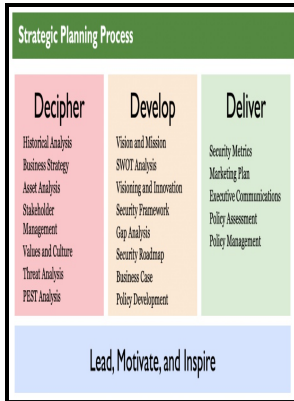 Strategic Planning Process
Decipher
Historical Analysis
Business Strategy
Asset Analysis
Stakeholder
Management
Values and Culture
Threat Analysis
PEST Analysis
Develop
Vision and Mission
SWOT Analysis
Visioning and Innovation
Security Framework
Gap Analysis
Security Roadmap
Business Case
Policy Development
Deliver
Security Metrics
Marketing Plan
Executive Communications
Policy Assessment
Policy Management
Lead, Motivate, and Inspire